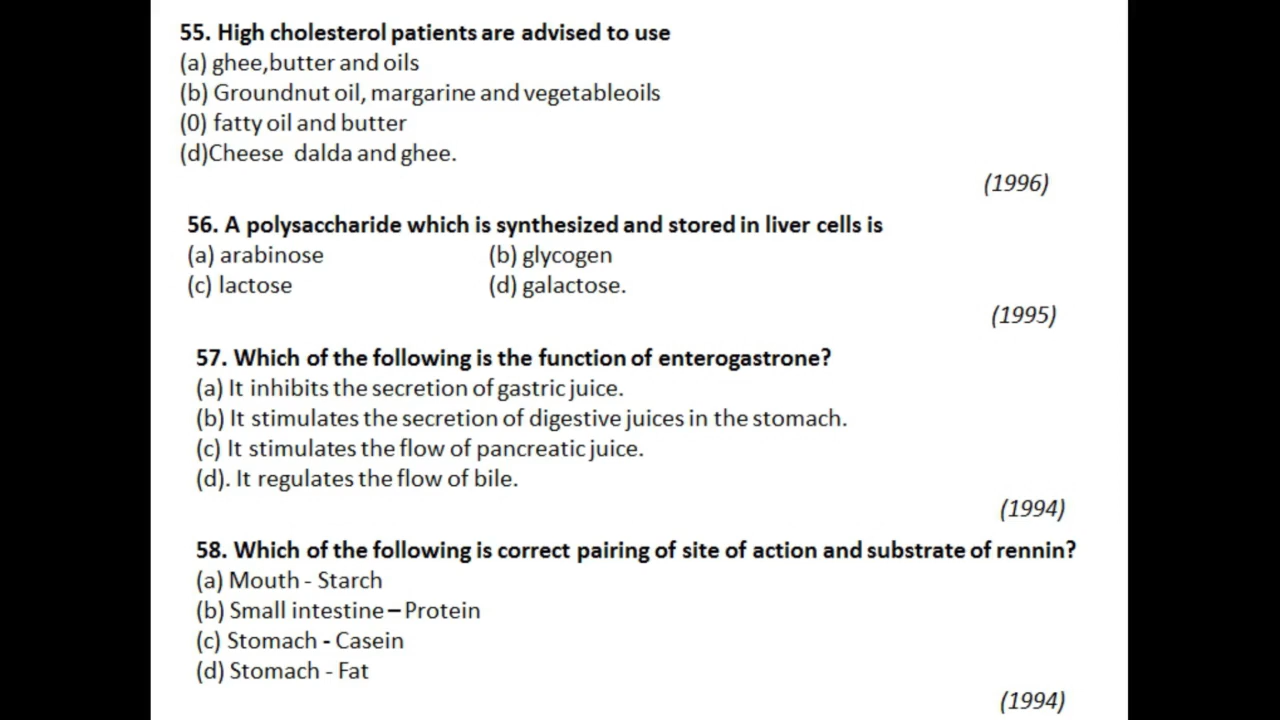 55. High cholesterol patients are advised to use
(a) ghee,butter and oils
(b) Groundnut oil, margarine and vegetableoils
(0) fatty oil and butter
(d)Cheese dalda and ghee.
(1996)
56. A polysaccharide which is synthesized and stored in liver cells is
(a) arabinose (b) glycogen
(c) lactose (d) galactose.
(1995)
57. Which of the following is the function of enterogastrone?
(a) It inhibits the secretion of gastric juice.
(b) It stimulates the secretion of digestive juices in the stomach.
(c) It stimulates the flow of pancreatic juice.
(d). It regulates the flow of bile.
(1994)
58. Which of the following is correct pairing of site of action and substrate of rennin?
(a) Mouth - Starch
(b) Small intestine – Protein
(c) Stomach - Casein
(d) Stomach - Fat
(1994)